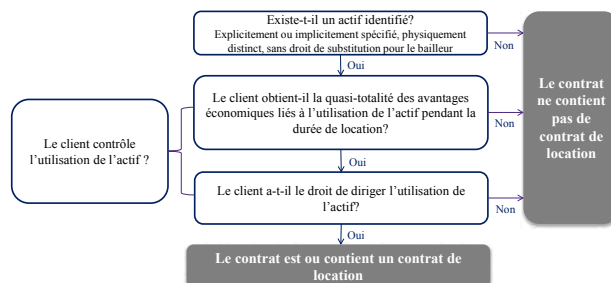 Existe-t-il un actif identifié?
Explicitement ou implicitement spécifié, physiquement
distinct, sans droit de substitution pour le bailleur
Non
Oui
Le client obtient-il la quasi-totalité des avantages
économiques liés à l'utilisation de l'actif pendant la
durée de location?
Non
Oui
Le client contrôle
l'utilisation de l'actif ?
Le client a-t-il le droit de diriger l'utilisation de
l'actif?
Non
Oui
Le contrat
ne contient
pas de
contrat de
location
Le contrat est ou contient un contrat de
location